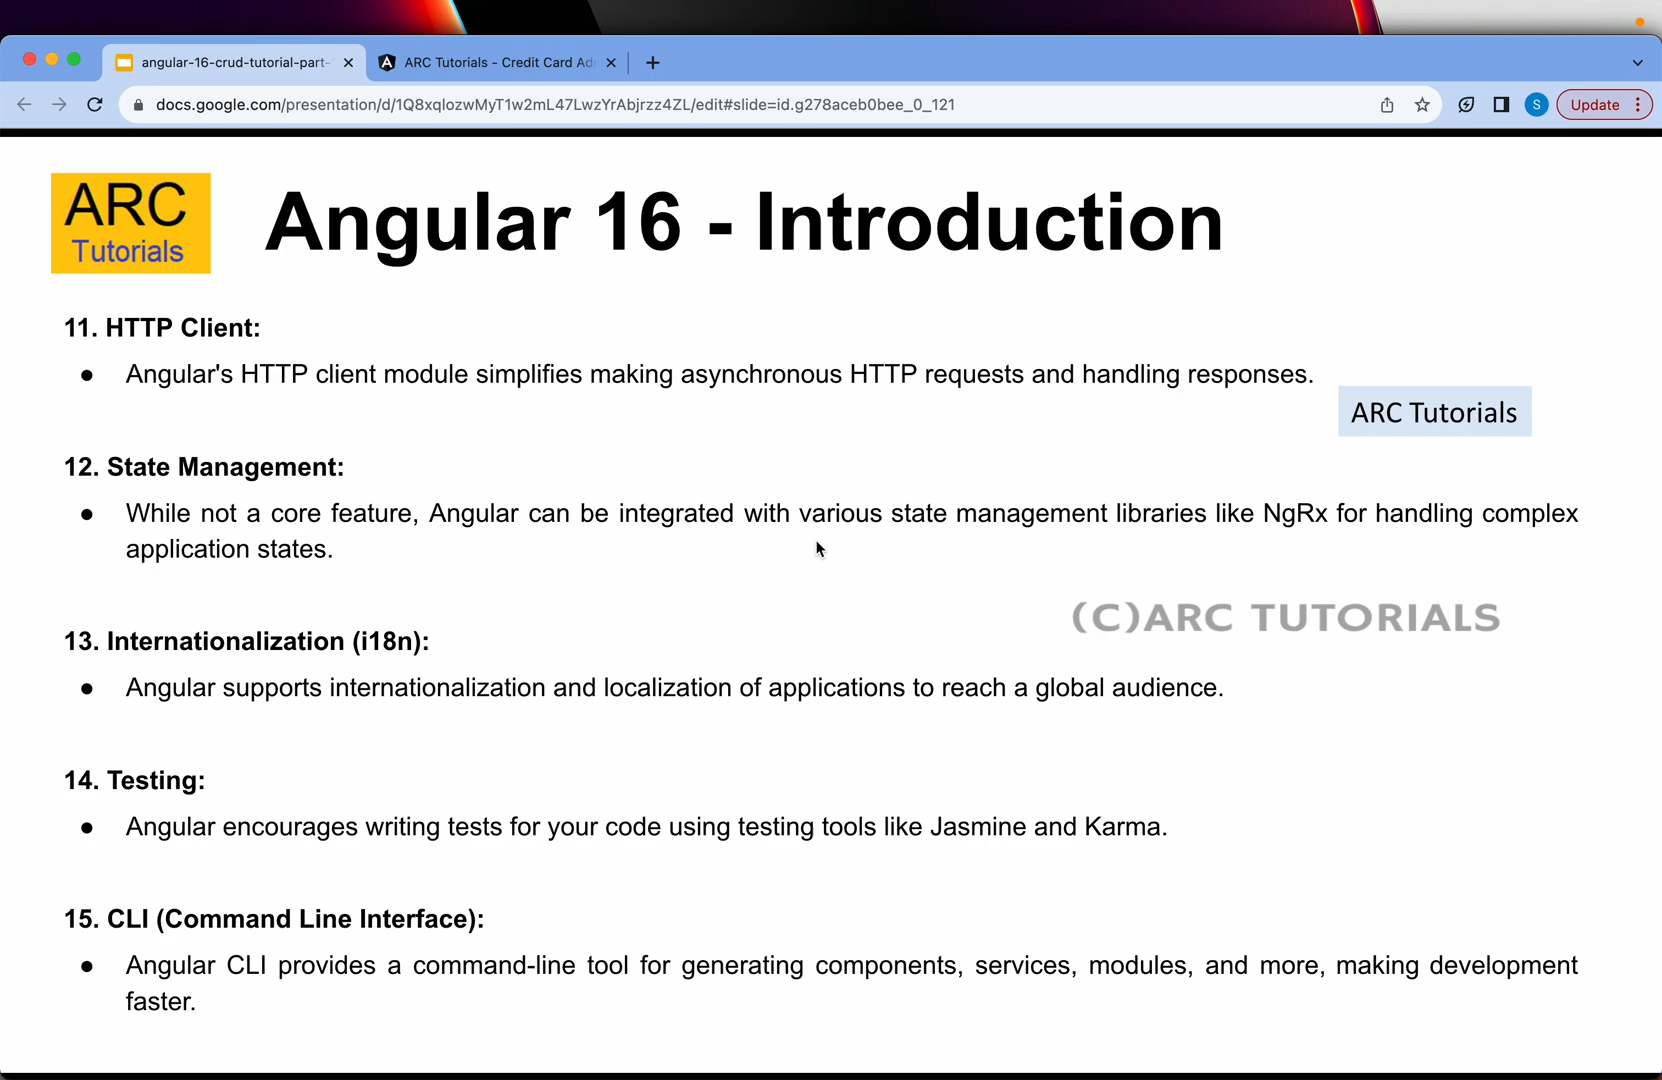 angular-16-crud-tutorial-part-
ARC Tutorials - Credit Card Ad
docs.google.com/presentation/d/1Q8xqlozwMyT1w2mL47LwzYrAbjrzz4ZL/edit#slide=id.g278aceb0bee_0_121
S
Update
ARC
Tutorials
Angular 16 - Introduction
11. HTTP Client:
● Angular's HTTP client module simplifies making asynchronous HTTP requests and handling responses.
ARC Tutorials
12. State Management:
● While not a core feature, Angular can be integrated with various state management libraries like NgRx for handling complex
application states.
(C)ARC TUTORIALS
13. Internationalization (i18n):
● Angular supports internationalization and localization of applications to reach a global audience.
14. Testing:
● Angular encourages writing tests for your code using testing tools like Jasmine and Karma.
15. CLI (Command Line Interface):
● Angular CLI provides a command-line tool for generating components, services, modules, and more, making development
faster.